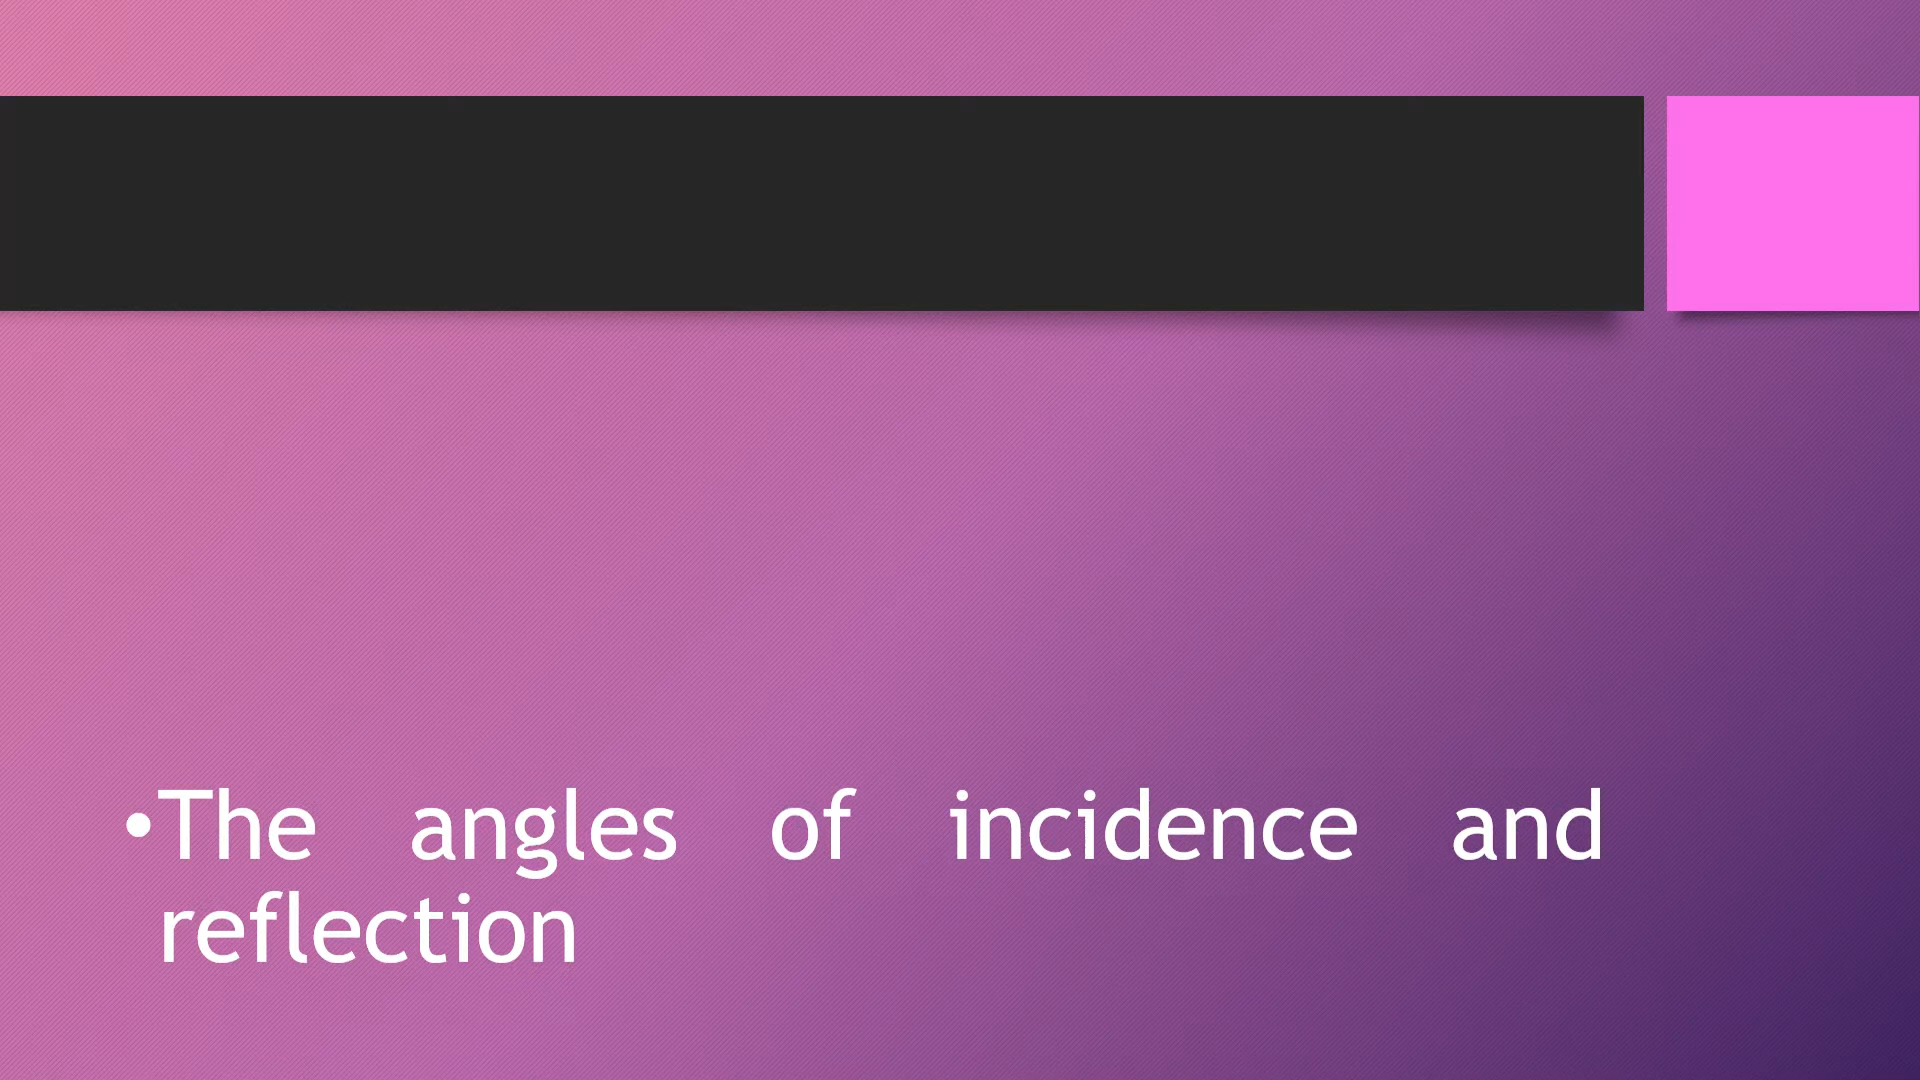 •The angles of incidence and
reflection